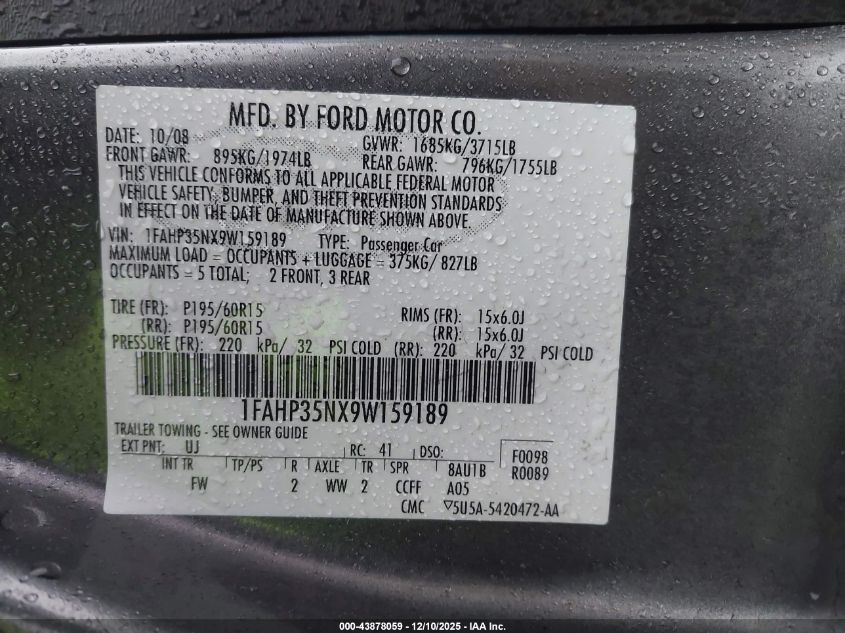 MFD. BY FORD MOTOR CO.
DATE: 10/08 GVWR: 1685KG/3715LB
FRONT GAWR: 895KG/1974LB REAR GAWR: 796KG/1755LB
THIS VEHICLE CONFORMS TO ALL APPLICABLE FEDERAL MOTOR
VEHICLE SAFETY, BUMPER, AND THEFT PREVENTION STANDARDS
IN EFFECT ON THE DATE OF MANUFACTURE SHOWN ABOVE
VIN: 1FAHP35NX9W159189 TYPE: Passenger Car
MAXIMUM LOAD = OCCUPANTS + LUGGAGE = 375KG/ 827LB
OCCUPANTS = 5 TOTAL; 2 FRONT, 3 REAR
TIRE (FR): P195/60R15 RIMS (FR): 15x6.0J
(RR): P195/60R15 (RR): 15x6.0J
PRESSURE (FR): 220 kPa/ 32 PSI COLD (RR): 220 kPa/ 32 PSI COLD
1FAHP35NX9W159189
TRAILER TOWING - SEE OWNER GUIDE
EXT PNT: UJ RC: 41 DSO: F0098
INT TR TP/PS R AXLE TR SPR 8AU1B R0089
FW 2 WW 2 CCFF A05
CMC ▽5U5A-5420472-AA
000-43878059 - 12/10/2025 - IAA Inc.